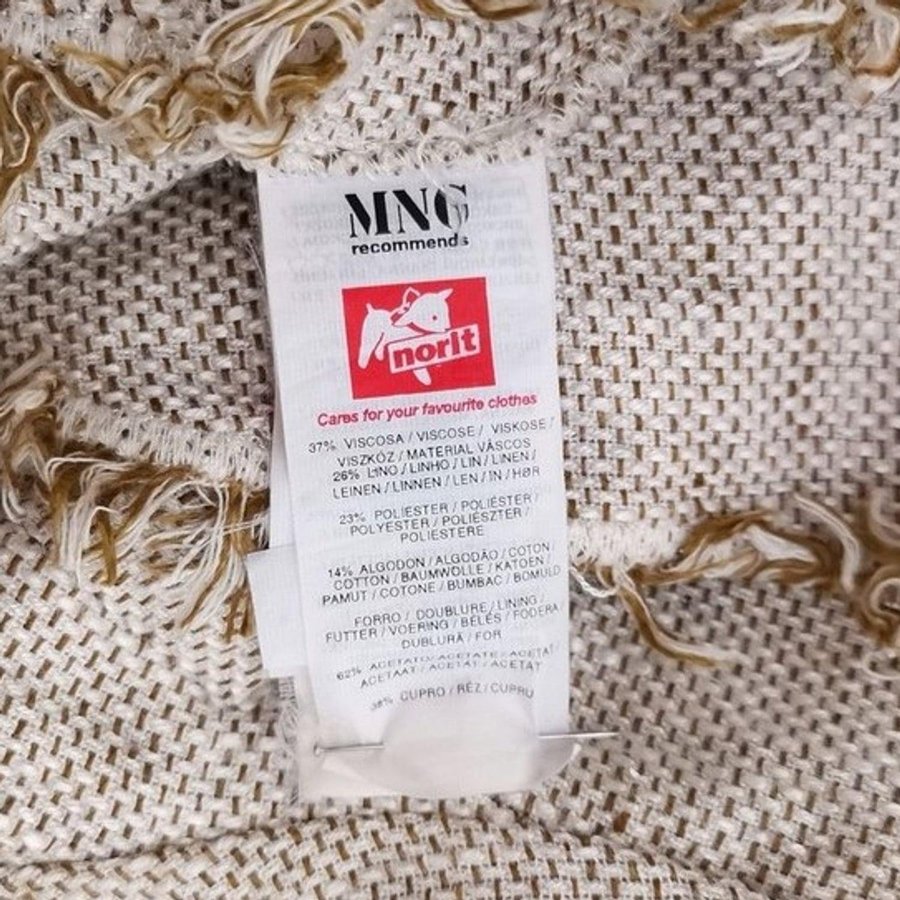 MNG
recommends
norit
Cares for your favourite clothes
37% VISCOSA / VISCOSE / VISKOSE /
VISZKÓZ / MATERIAL VÂSCOS
26% LINO / LINHO / LIN / LINEN /
LEINEN / LINNEN / LEN / IN / HØR
23% POLIESTER / POLIÉSTER /
POLYESTER / POLIÉSZTER /
POLIESTERE
14% ALGODON / ALGODÃO / COTON
COTTON / BAUMWOLLE / KATOEN /
PAMUT / COTONE / BUMBAC / BOMULD
FORRO / DOUBLURE / LINING /
FUTTER / VOERING / BÉLÉS / FODERA /
DUBLURĂ / FOR
62% ACETATO / ACETATE / ACETAT
ACETAAT / ACETÁT / ACETAT
38% CUPRO / RÉZ / CUPRU